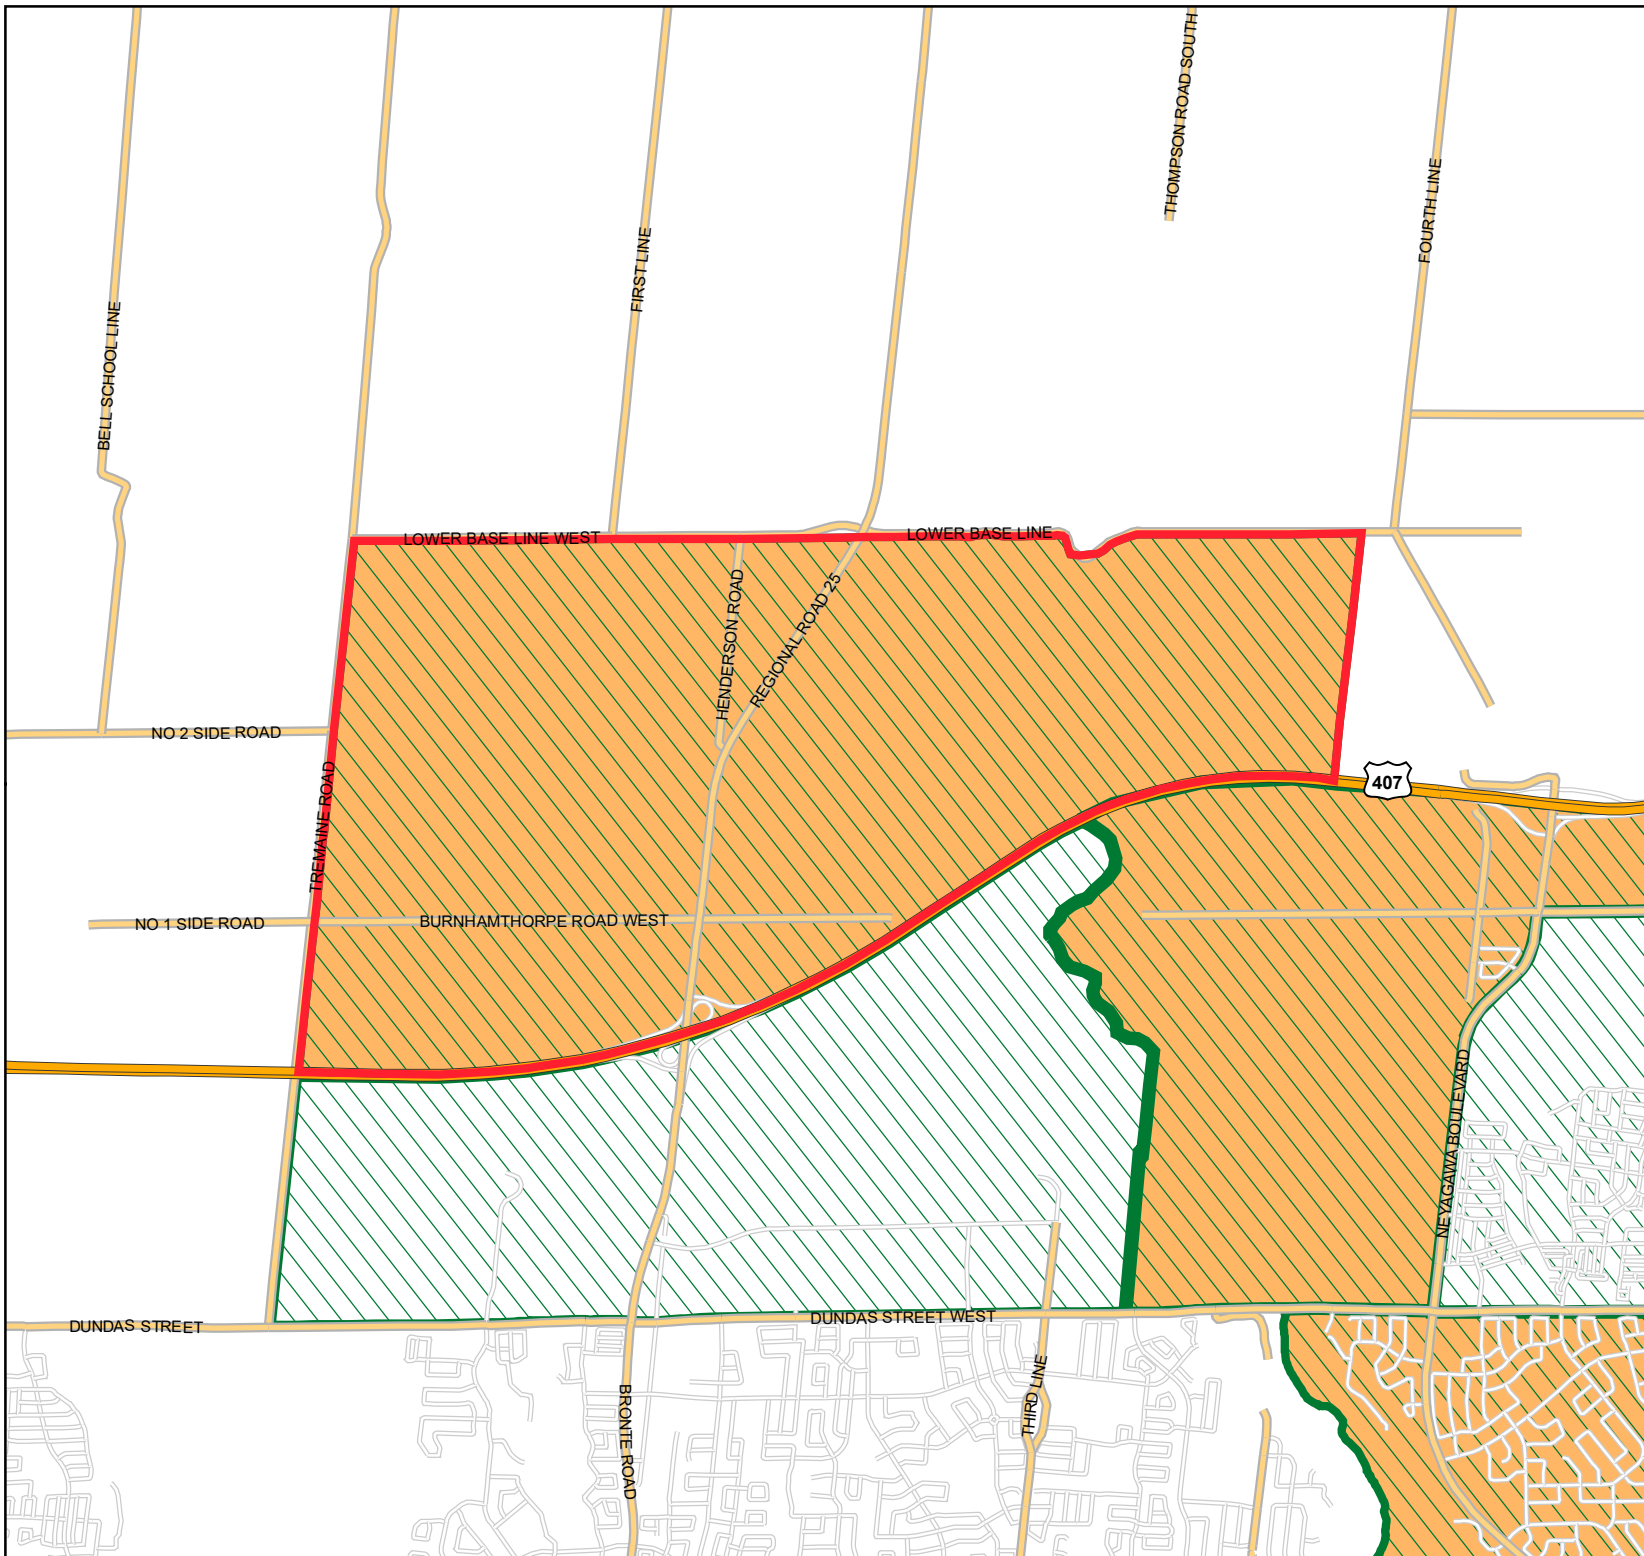 THOMPSON ROAD SOUTH
FOURTH LINE
FIRST LINE
BELL SCHOOL LINE
LOWER BASE LINE WEST
LOWER BASE LINE
HENDERSON ROAD
REGIONAL ROAD 25
NO 2 SIDE ROAD
TREMAINE ROAD
407
NO 1 SIDE ROAD
BURNHAMTHORPE ROAD WEST
NEYAGAWA BOULEVARD
DUNDAS STREET
DUNDAS STREET WEST
THIRD LINE
BRONTE ROAD